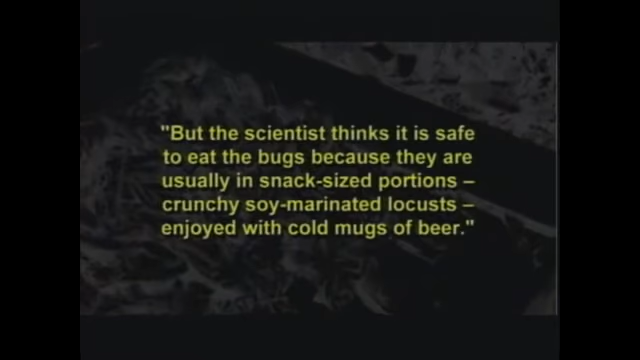 "But the scientist thinks it is safe
to eat the bugs because they are
usually in snack-sized portions –
crunchy soy-marinated locusts –
enjoyed with cold mugs of beer."